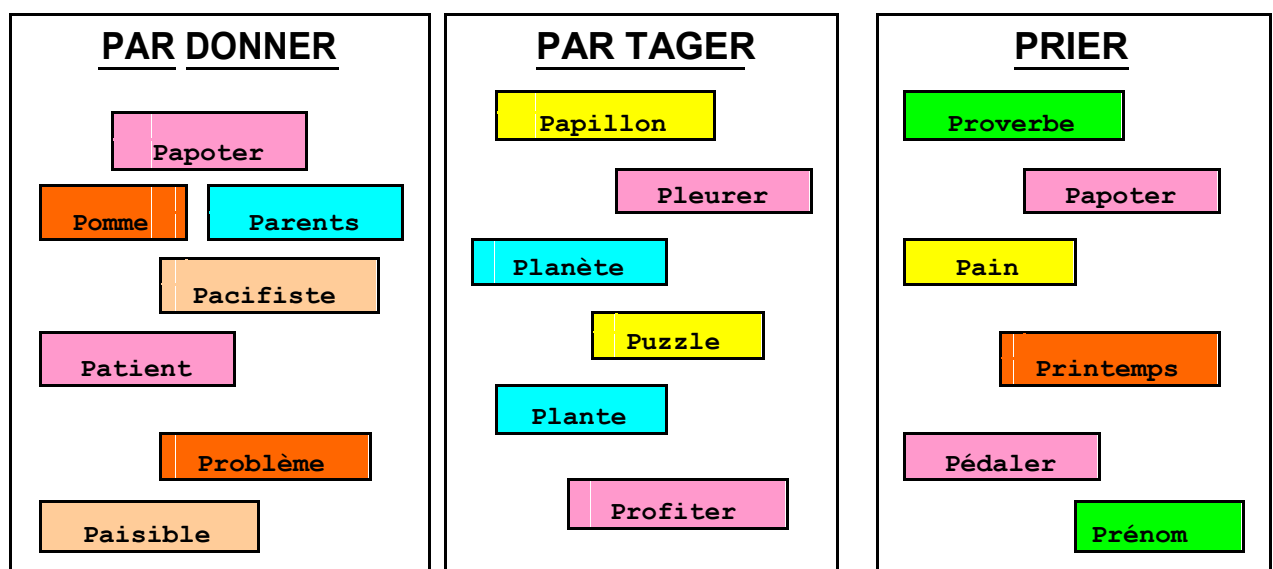 PAR DONNER
Papoter
Pomme
Parents
Pacifiste
Patient
Problème
Paisible
PAR TAGER
Papillon
Pleurer
Planète
Puzzle
Plante
Profiter
PRIER
Proverbe
Papoter
Pain
Printemps
Pédaler
Prénom